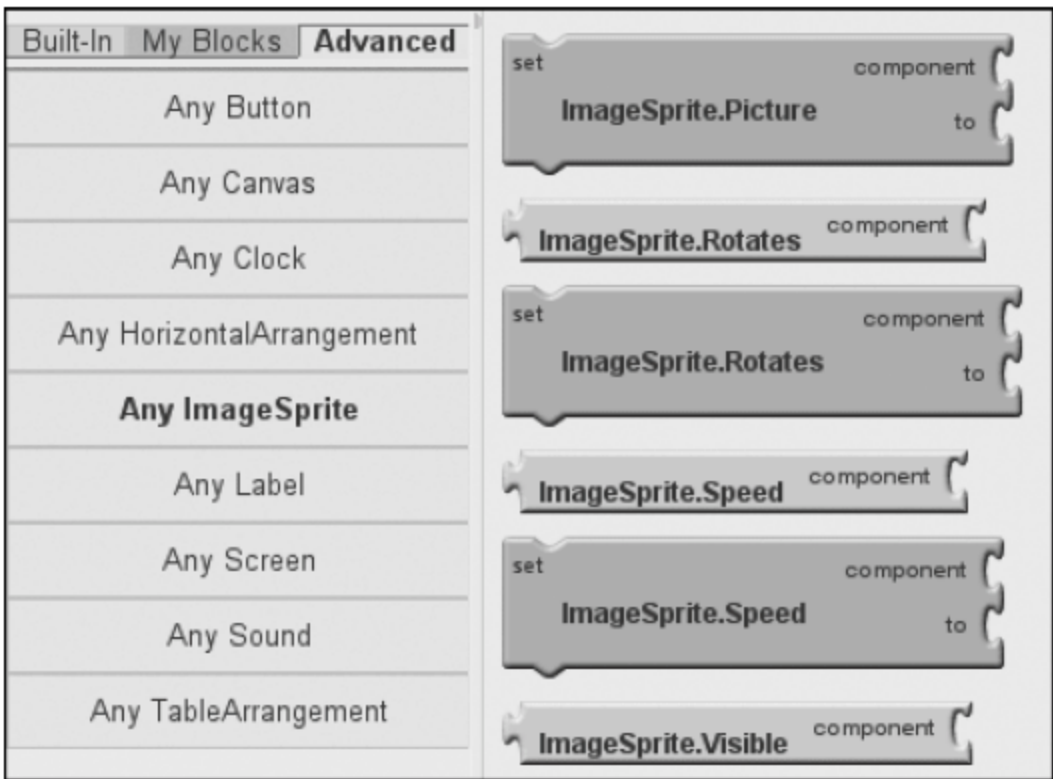 Built-In My Blocks Advanced
Any Button
Any Canvas
Any Clock
Any HorizontalArrangement
Any ImageSprite
Any Label
Any Screen
Any Sound
Any TableArrangement
set component
ImageSprite.Picture
to
ImageSprite.Rotates component
set component
ImageSprite.Rotates
to
ImageSprite.Speed component
set component
ImageSprite.Speed
to
ImageSprite.Visible component